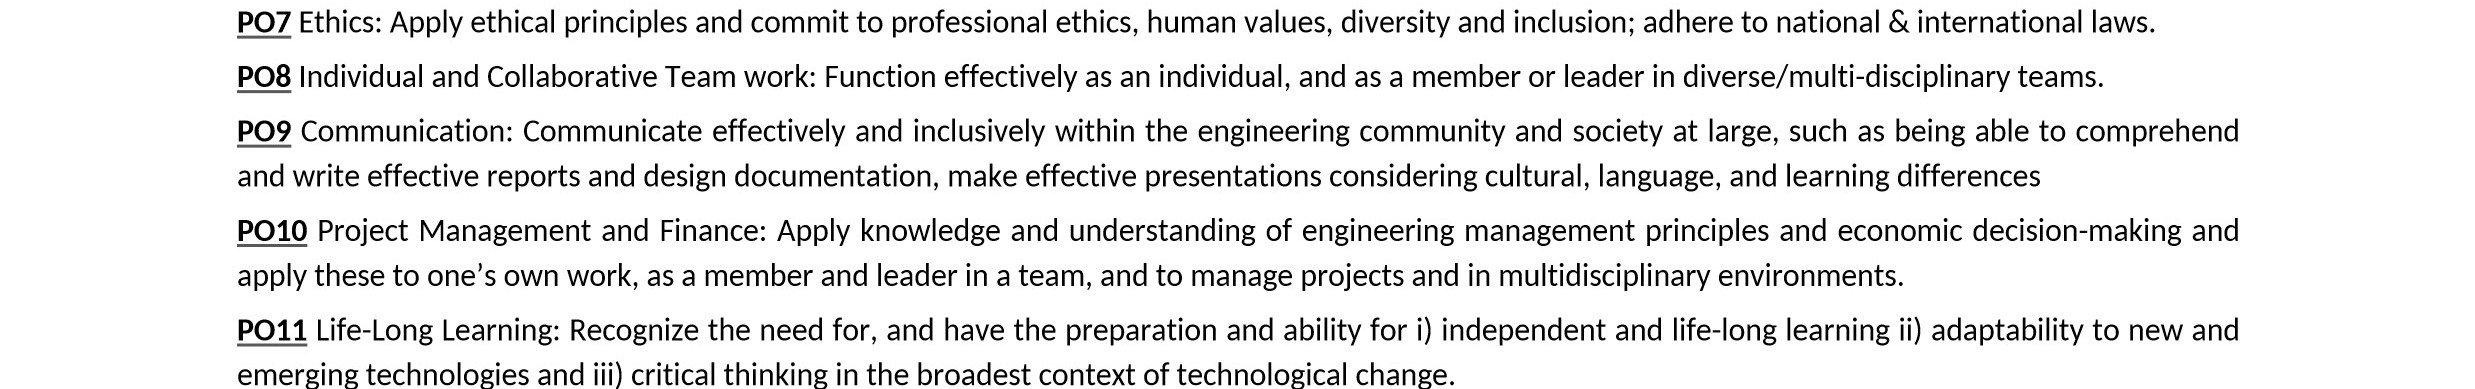 PO7 Ethics: Apply ethical principles and commit to professional ethics, human values, diversity and inclusion; adhere to national & international laws.
PO8 Individual and Collaborative Team work: Function effectively as an individual, and as a member or leader in diverse/multi-disciplinary teams.
PO9 Communication: Communicate effectively and inclusively within the engineering community and society at large, such as being able to comprehend
and write effective reports and design documentation, make effective presentations considering cultural, language, and learning differences
PO10 Project Management and Finance: Apply knowledge and understanding of engineering management principles and economic decision-making and
apply these to one’s own work, as a member and leader in a team, and to manage projects and in multidisciplinary environments.
PO11 Life-Long Learning: Recognize the need for, and have the preparation and ability for i) independent and life-long learning ii) adaptability to new and
emerging technologies and iii) critical thinking in the broadest context of technological change.